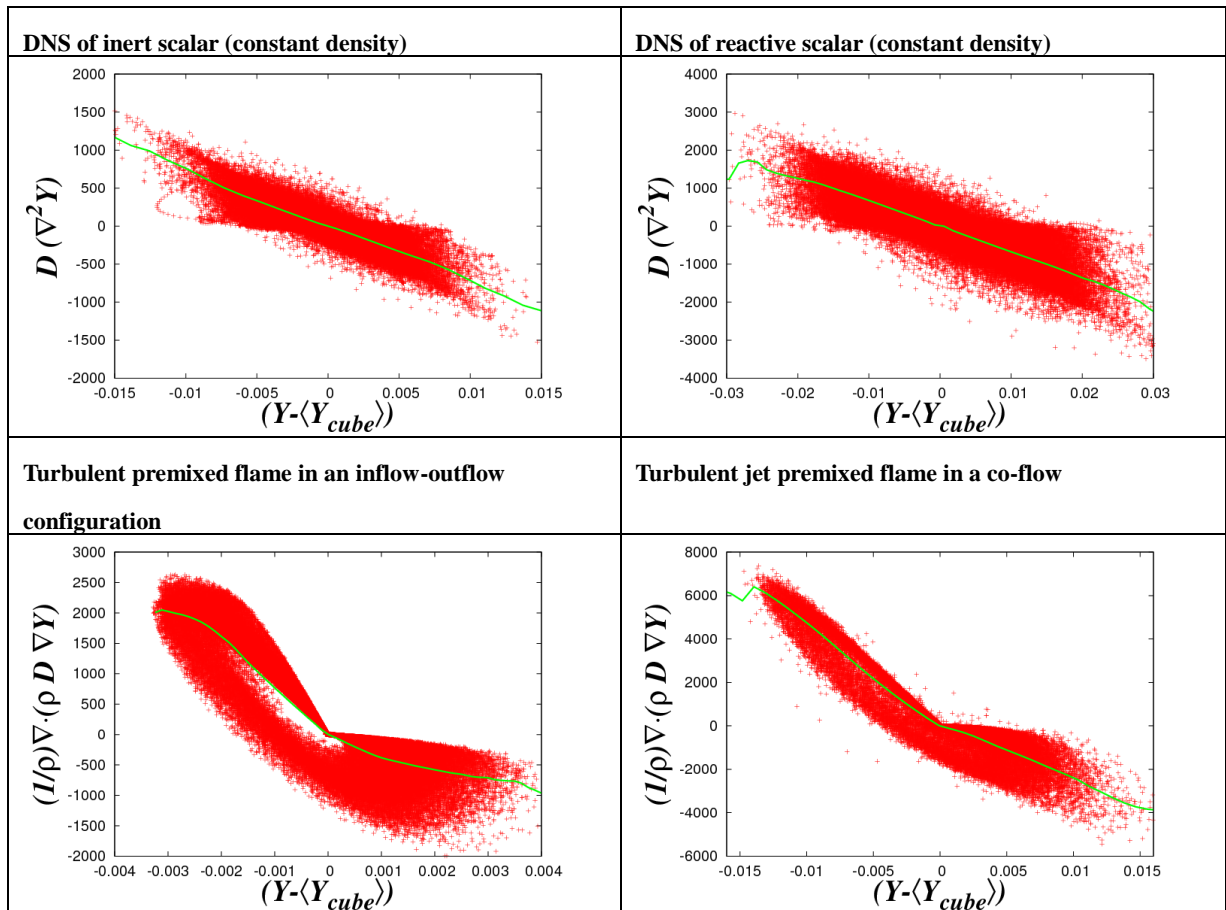 DNS of inert scalar (constant density)
2000
1500
1000
500
0
-500
-1000
-1500
-2000
D (∇²Y)
-0.015 -0.01 -0.005 0 0.005 0.01 0.015
(Y-⟨Y_cube⟩)
DNS of reactive scalar (constant density)
4000
3000
2000
1000
0
-1000
-2000
-3000
-4000
D (∇²Y)
-0.03 -0.02 -0.01 0 0.01 0.02 0.03
(Y-⟨Y_cube⟩)
Turbulent premixed flame in an inflow-outflow
configuration
3000
2500
2000
1500
1000
500
0
-500
-1000
-1500
-2000
(1/ρ)∇·(ρ D ∇Y)
-0.004 -0.003 -0.002 -0.001 0 0.001 0.002 0.003 0.004
(Y-⟨Y_cube⟩)
Turbulent jet premixed flame in a co-flow
8000
6000
4000
2000
0
-2000
-4000
-6000
(1/ρ)∇·(ρ D ∇Y)
-0.015 -0.01 -0.005 0 0.005 0.01 0.015
(Y-⟨Y_cube⟩)